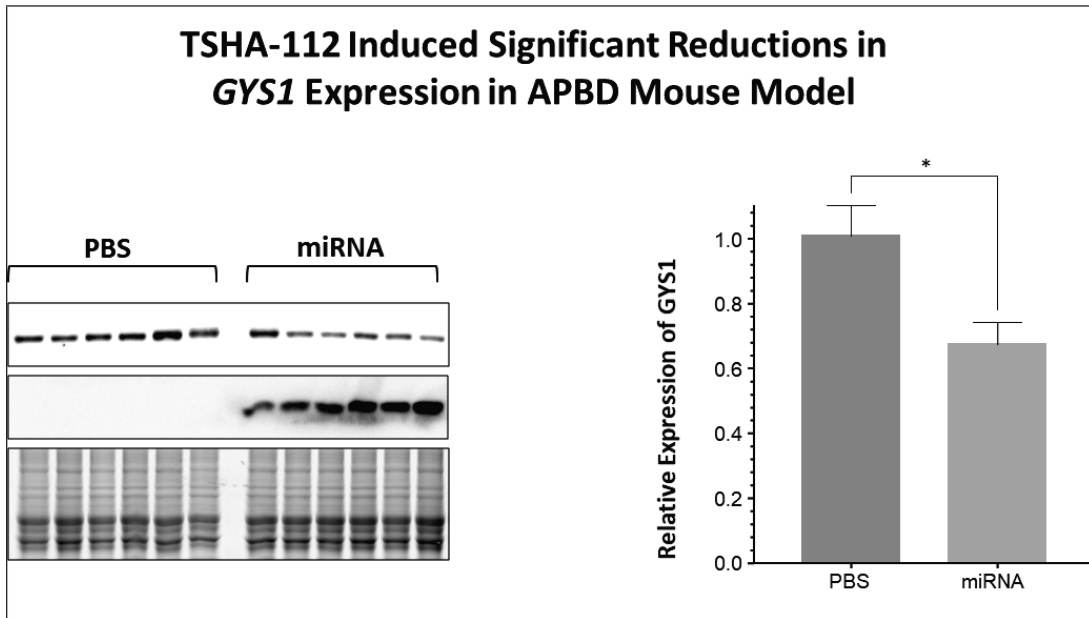 TSHA-112 Induced Significant Reductions in
GYS1 Expression in APBD Mouse Model
PBS
miRNA
*
Relative Expression of GYS1
1.0
0.8
0.6
0.4
0.2
0.0
PBS
miRNA